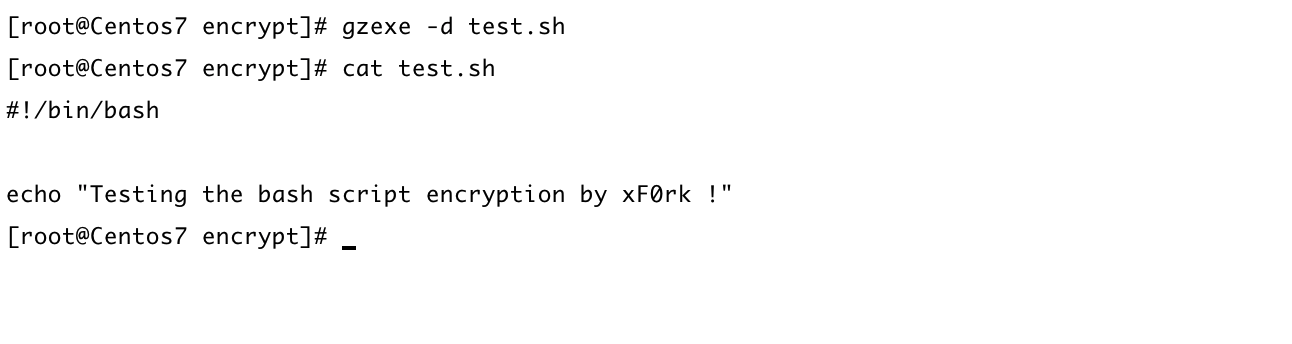 [root@Centos7 encrypt]# gzexe -d test.sh
[root@Centos7 encrypt]# cat test.sh
#!/bin/bash
echo "Testing the bash script encryption by xF0rk !"
[root@Centos7 encrypt]# _